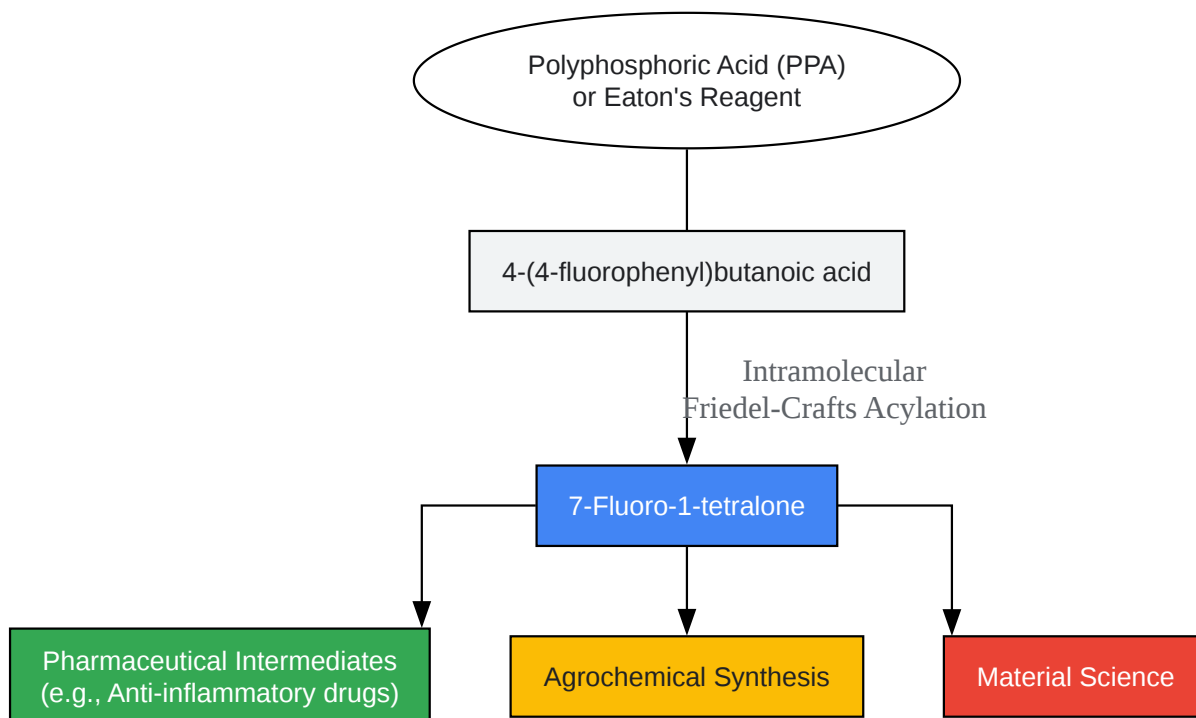 Polyphosphoric Acid (PPA)
or Eaton's Reagent
4-(4-fluorophenyl)butanoic acid
Intramolecular
Friedel-Crafts Acylation
7-Fluoro-1-tetralone
Pharmaceutical Intermediates
(e.g., Anti-inflammatory drugs)
Agrochemical Synthesis
Material Science